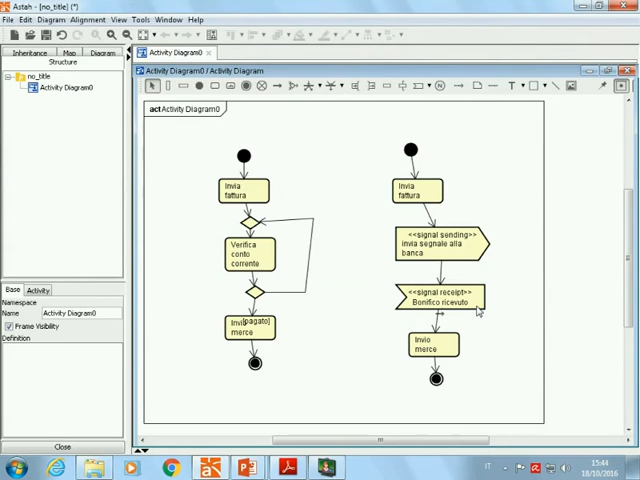 Astah - [no_title] (*)
File Edit Diagram Alignment View Tools Window Help
Inheritance Map Diagram
Structure
no_title
Activity Diagram0
Activity Diagram0
Activity Diagram0 / Activity Diagram
act Activity Diagram0
Invia
fattura
Verifica
conto
corrente
[pagato]
Invio
merce
Invia
fattura
<<signal sending>>
invia segnale alla
banca
<<signal receipt>>
Bonifico ricevuto
Invio
merce
Base Activity
Namespace
Name Activity Diagram0
Frame Visibility
Definition
Close
IT
15:44
18/10/2016